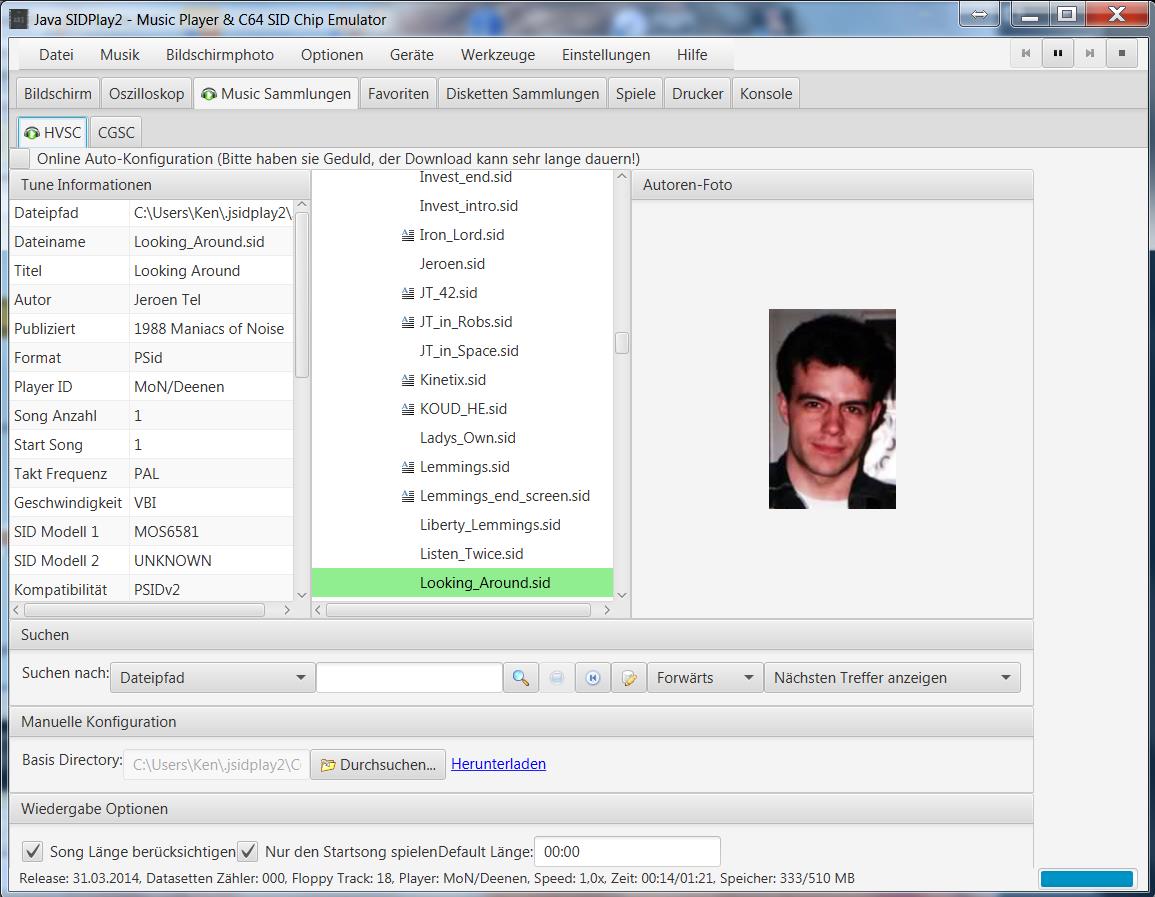 Java SIDPlay2 - Music Player & C64 SID Chip Emulator
Datei Musik Bildschirmphoto Optionen Geräte Werkzeuge Einstellungen Hilfe
Bildschirm Oszilloskop Music Sammlungen Favoriten Disketten Sammlungen Spiele Drucker Konsole
HVSC CGSC
Online Auto-Konfiguration (Bitte haben sie Geduld, der Download kann sehr lange dauern!)
Tune Informationen
Dateipfad C:\Users\Ken\.jsidplay2\
Dateiname Looking_Around.sid
Titel Looking Around
Autor Jeroen Tel
Publiziert 1988 Maniacs of Noise
Format PSid
Player ID MoN/Deenen
Song Anzahl 1
Start Song 1
Takt Frequenz PAL
Geschwindigkeit VBI
SID Modell 1 MOS6581
SID Modell 2 UNKNOWN
Kompatibilität PSIDv2
Invest_end.sid
Invest_intro.sid
Iron_Lord.sid
Jeroen.sid
JT_42.sid
JT_in_Robs.sid
JT_in_Space.sid
Kinetix.sid
KOUD_HE.sid
Ladys_Own.sid
Lemmings.sid
Lemmings_end_screen.sid
Liberty_Lemmings.sid
Listen_Twice.sid
Looking_Around.sid
Autoren-Foto
Suchen
Suchen nach: Dateipfad Forwärts Nächsten Treffer anzeigen
Manuelle Konfiguration
Basis Directory: C:\Users\Ken\.jsidplay2\C Durchsuchen... Herunterladen
Wiedergabe Optionen
Song Länge berücksichtigen Nur den Startsong spielen Default Länge: 00:00
Release: 31.03.2014, Datasetten Zähler: 000, Floppy Track: 18, Player: MoN/Deenen, Speed: 1,0x, Zeit: 00:14/01:21, Speicher: 333/510 MB